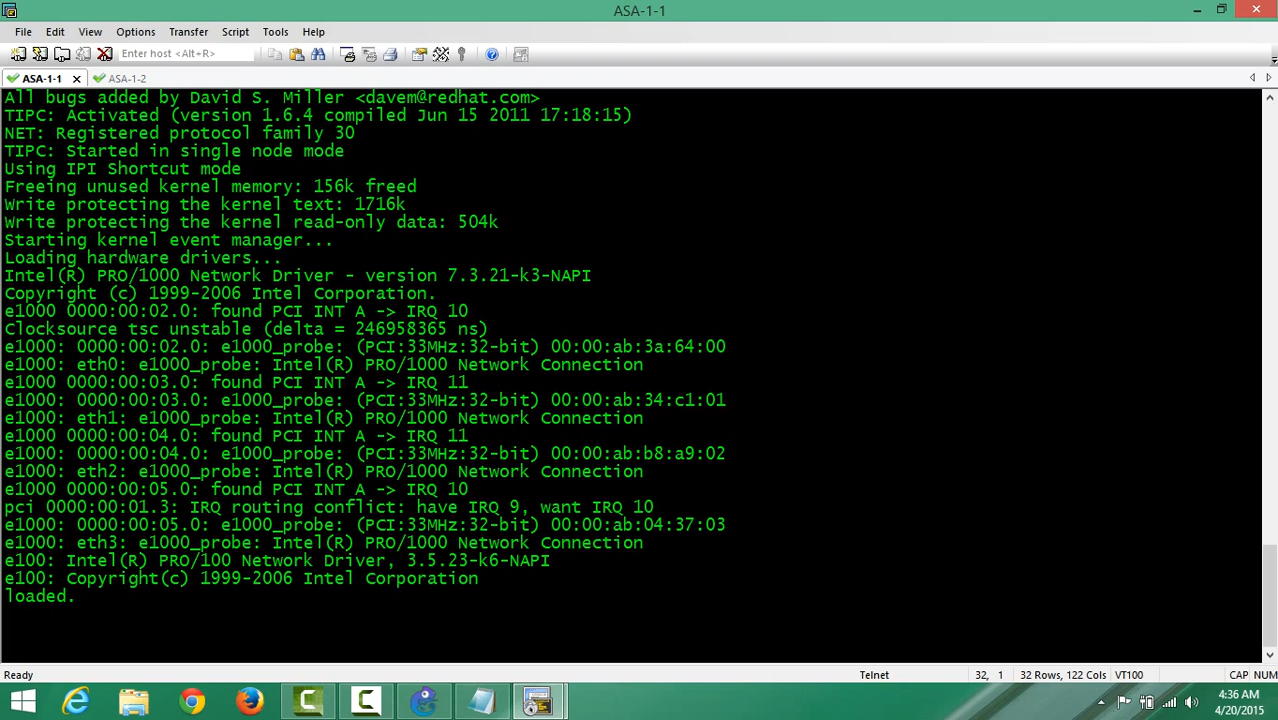 ASA-1-1
File Edit View Options Transfer Script Tools Help
Enter host <Alt+R>
ASA-1-1 ASA-1-2
All bugs added by David S. Miller <davem@redhat.com>
TIPC: Activated (version 1.6.4 compiled Jun 15 2011 17:18:15)
NET: Registered protocol family 30
TIPC: Started in single node mode
Using IPI Shortcut mode
Freeing unused kernel memory: 156k freed
Write protecting the kernel text: 1716k
Write protecting the kernel read-only data: 504k
Starting kernel event manager...
Loading hardware drivers...
Intel(R) PRO/1000 Network Driver - version 7.3.21-k3-NAPI
Copyright (c) 1999-2006 Intel Corporation.
e1000 0000:00:02.0: found PCI INT A -> IRQ 10
Clocksource tsc unstable (delta = 246958365 ns)
e1000: 0000:00:02.0: e1000_probe: (PCI:33MHz:32-bit) 00:00:ab:3a:64:00
e1000: eth0: e1000_probe: Intel(R) PRO/1000 Network Connection
e1000 0000:00:03.0: found PCI INT A -> IRQ 11
e1000: 0000:00:03.0: e1000_probe: (PCI:33MHz:32-bit) 00:00:ab:34:c1:01
e1000: eth1: e1000_probe: Intel(R) PRO/1000 Network Connection
e1000 0000:00:04.0: found PCI INT A -> IRQ 11
e1000: 0000:00:04.0: e1000_probe: (PCI:33MHz:32-bit) 00:00:ab:b8:a9:02
e1000: eth2: e1000_probe: Intel(R) PRO/1000 Network Connection
e1000 0000:00:05.0: found PCI INT A -> IRQ 10
pci 0000:00:01.3: IRQ routing conflict: have IRQ 9, want IRQ 10
e1000: 0000:00:05.0: e1000_probe: (PCI:33MHz:32-bit) 00:00:ab:04:37:03
e1000: eth3: e1000_probe: Intel(R) PRO/1000 Network Connection
e100: Intel(R) PRO/100 Network Driver, 3.5.23-k6-NAPI
e100: Copyright(c) 1999-2006 Intel Corporation
loaded.
Ready Telnet 32, 1 32 Rows, 122 Cols VT100 CAP NUM
4:36 AM
4/20/2015